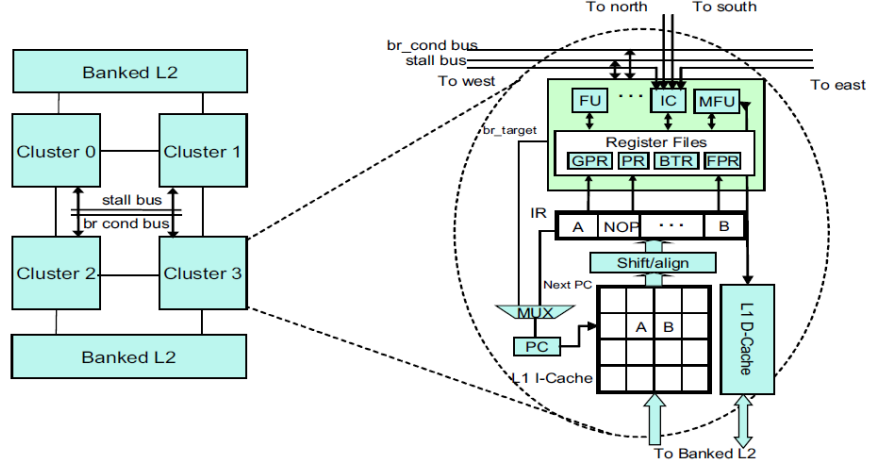 To north
To south
br_cond bus
stall bus
To west
To east
Banked L2
Cluster 0
Cluster 1
stall bus
br cond bus
Cluster 2
Cluster 3
Banked L2
FU
...
IC
MFU
br_target
Register Files
GPR
PR
BTR
FPR
IR
A
NOP
...
B
Shift/align
Next PC
MUX
PC
A
B
L1 I-Cache
L1 D-Cache
To Banked L2